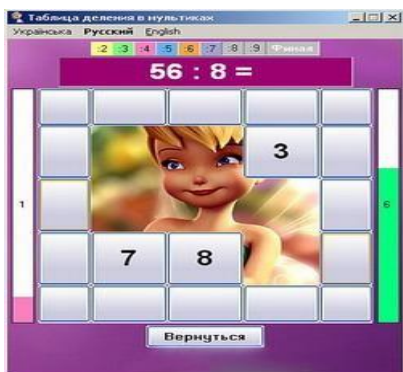 Таблица деления в мультиках
Українська Русский English
:2 :3 :4 :5 :6 :7 :8 :9 Финал
56 : 8 =
3
1
6
7 8
Вернуться